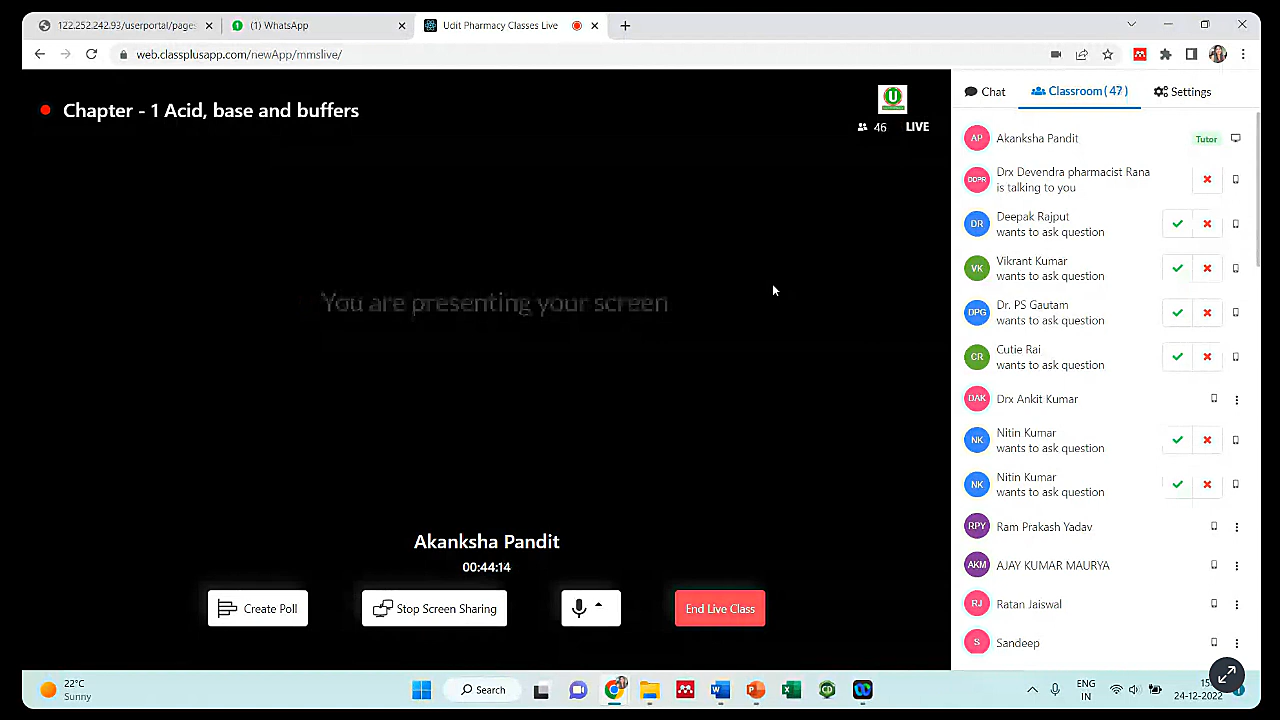 122.252.242.93/userportal/page
(1) WhatsApp
Udit Pharmacy Classes Live
web.classplusapp.com/newApp/mmslive/
Chapter - 1 Acid, base and buffers
46 LIVE
You are presenting your screen
Akanksha Pandit
00:44:14
Create Poll
Stop Screen Sharing
End Live Class
Chat
Classroom (47)
Settings
AP Akanksha Pandit Tutor
DDPR Drx Devendra pharmacist Rana
is talking to you
DR Deepak Rajput
wants to ask question
VK Vikrant Kumar
wants to ask question
DPG Dr. PS Gautam
wants to ask question
CR Cutie Rai
wants to ask question
DAK Drx Ankit Kumar
NK Nitin Kumar
wants to ask question
NK Nitin Kumar
wants to ask question
RPY Ram Prakash Yadav
AKM AJAY KUMAR MAURYA
RJ Ratan Jaiswal
S Sandeep
22°C
Sunny
Search
ENG
IN
24-12-2022